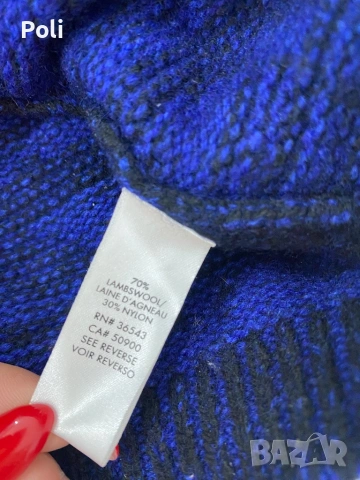 Poli
70%
LAMBSWOOL/
LAINE D'AGNEAU
30% NYLON
RN# 36543
CA# 50900
SEE REVERSE
VOIR REVERSO
BAZAR